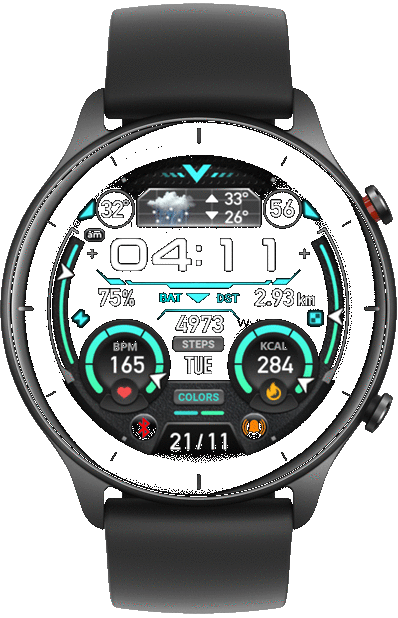 32° 33° 56
26°
am
04:11
75% BAT DST 2.93 km
4973
STEPS
BPM TUE KCAL
165 284
COLORS
21/11